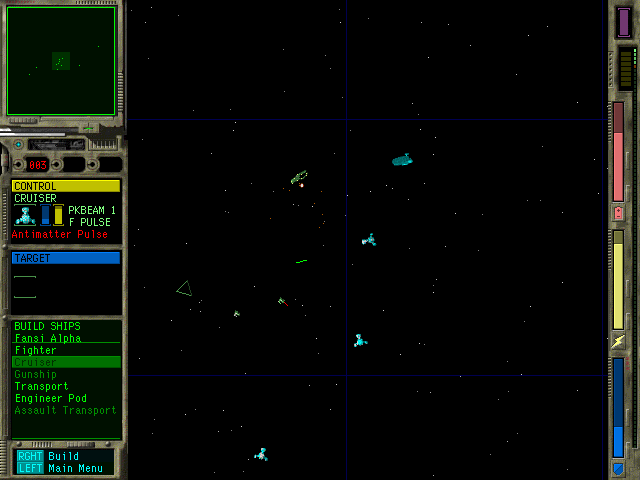 003
CONTROL
CRUISER
PKBEAM 1
F PULSE
Antimatter Pulse
TARGET
BUILD SHIPS
Fansi Alpha
Fighter
Cruiser
Gunship
Transport
Engineer Pod
Assault Transport
RGHT Build
LEFT Main Menu